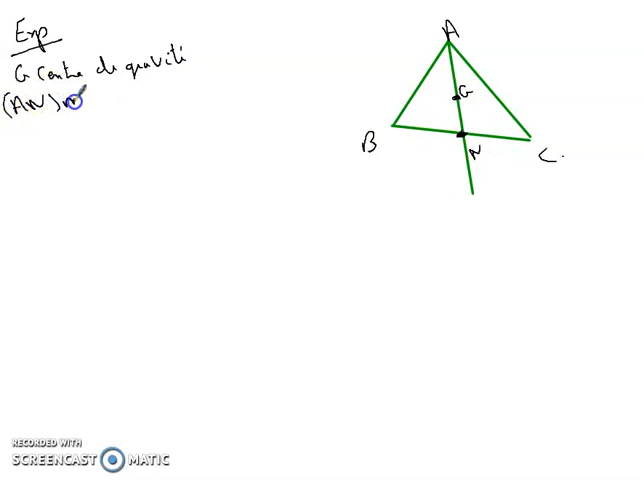 Exp
G Centre de gravité
(AN) m
A
G
B
N
C.
RECORDED WITH
SCREENCAST MATIC